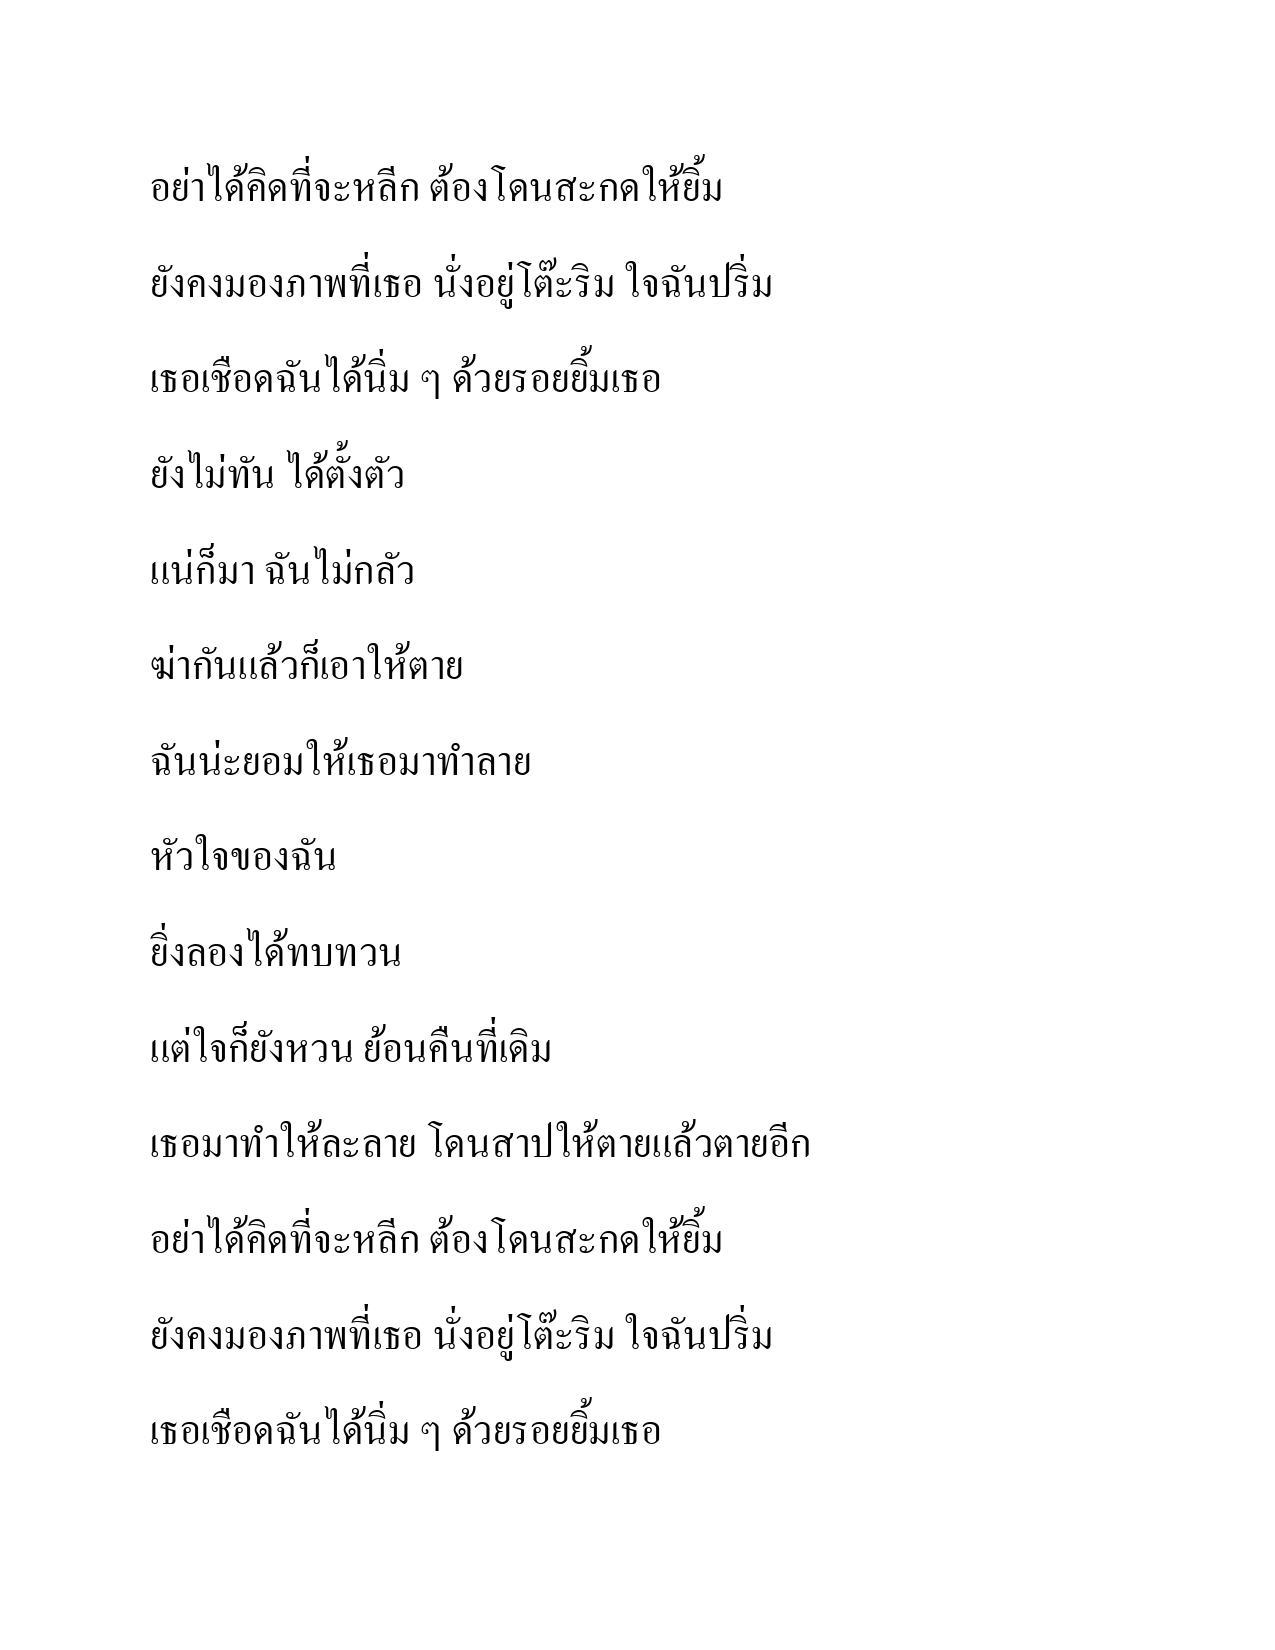 อย่าได้คิดที่จะหลีก ต้องโดนสะกดให้ยิ้ม
ยังคงมองภาพที่เธอ นั่งอยู่โต๊ะริม ใจฉันปริ่ม
เธอเชือดฉันได้นิ่ม ๆ ด้วยรอยยิ้มเธอ
ยังไม่ทัน ได้ตั้งตัว
แน่ก็มา ฉันไม่กลัว
ฆ่ากันแล้วก็เอาให้ตาย
ฉันน่ะยอมให้เธอมาทำลาย
หัวใจของฉัน
ยิ่งลองได้ทบทวน
แต่ใจก็ยังหวน ย้อนคืนที่เดิม
เธอมาทำให้ละลาย โดนสาปให้ตายแล้วตายอีก
อย่าได้คิดที่จะหลีก ต้องโดนสะกดให้ยิ้ม
ยังคงมองภาพที่เธอ นั่งอยู่โต๊ะริม ใจฉันปริ่ม
เธอเชือดฉันได้นิ่ม ๆ ด้วยรอยยิ้มเธอ